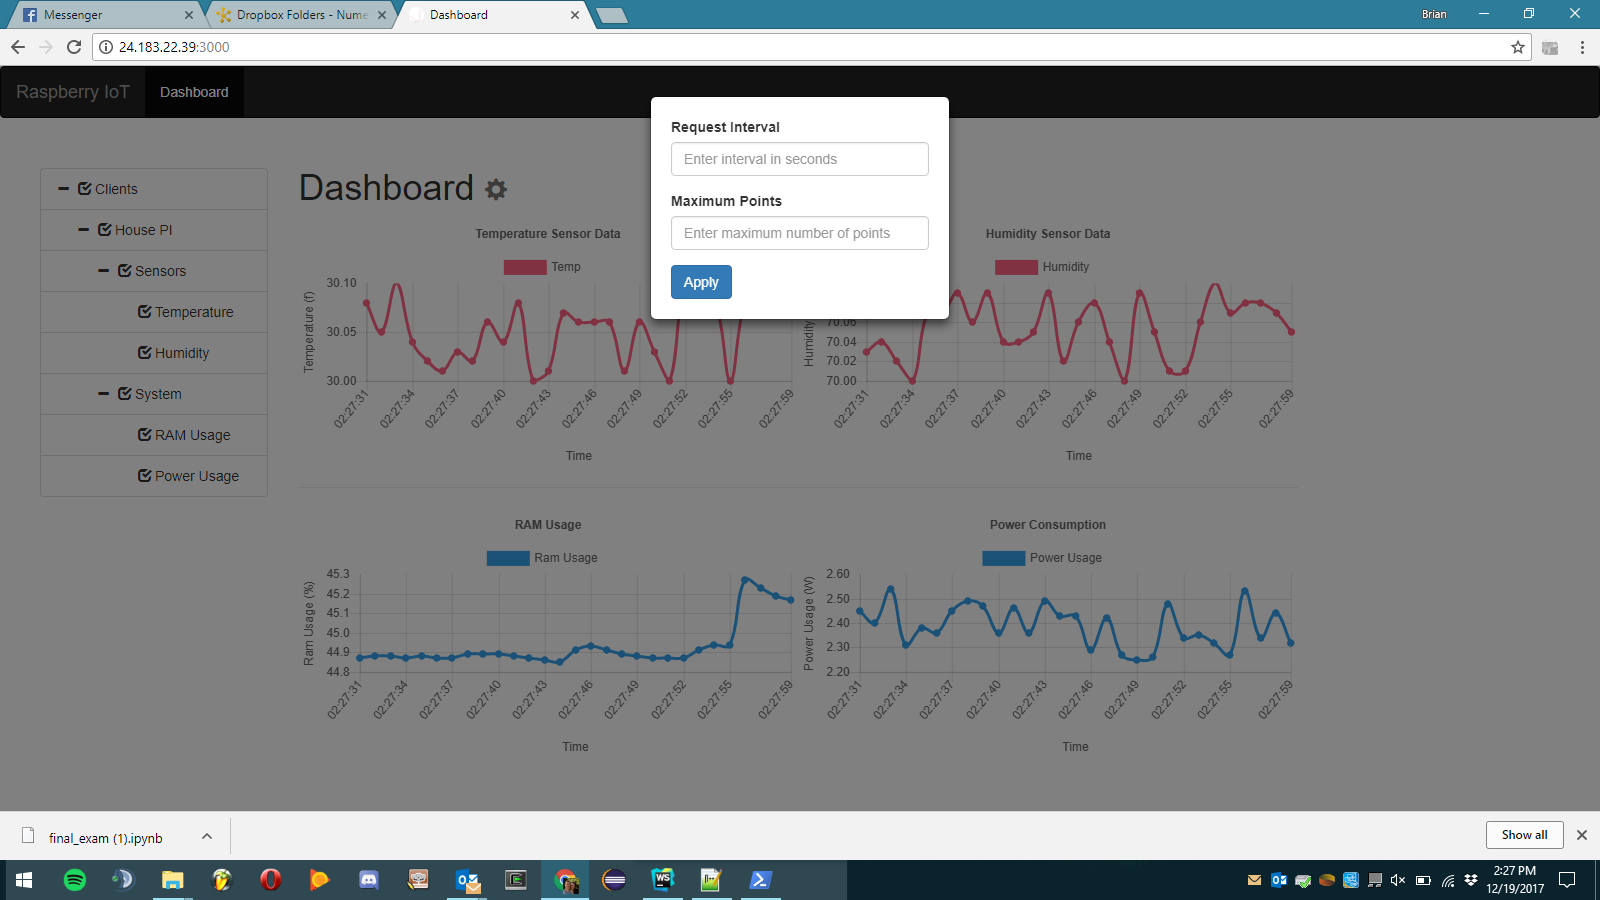 Messenger
Dropbox Folders - Nume
Dashboard
Brian
24.183.22.39:3000
Raspberry IoT
Dashboard
Request Interval
Enter interval in seconds
Maximum Points
Enter maximum number of points
Apply
Clients
House PI
Sensors
Temperature
Humidity
System
RAM Usage
Power Usage
Dashboard
Temperature Sensor Data
Temp
Temperature (f)
30.10
30.05
30.00
02:27:31 02:27:34 02:27:37 02:27:40 02:27:43 02:27:46 02:27:49 02:27:52 02:27:55 02:27:59
Time
Humidity Sensor Data
Humidity
Humidity
70.06
70.04
70.02
70.00
02:27:31 02:27:34 02:27:37 02:27:40 02:27:43 02:27:46 02:27:49 02:27:52 02:27:55 02:27:59
Time
RAM Usage
Ram Usage
Ram Usage (%)
45.3
45.2
45.1
45.0
44.9
44.8
02:27:31 02:27:34 02:27:37 02:27:40 02:27:43 02:27:46 02:27:49 02:27:52 02:27:55 02:27:59
Time
Power Consumption
Power Usage
Power Usage (W)
2.60
2.50
2.40
2.30
2.20
02:27:31 02:27:34 02:27:37 02:27:40 02:27:43 02:27:46 02:27:49 02:27:52 02:27:55 02:27:59
Time
final_exam (1).ipynb
Show all
WS
2:27 PM
12/19/2017